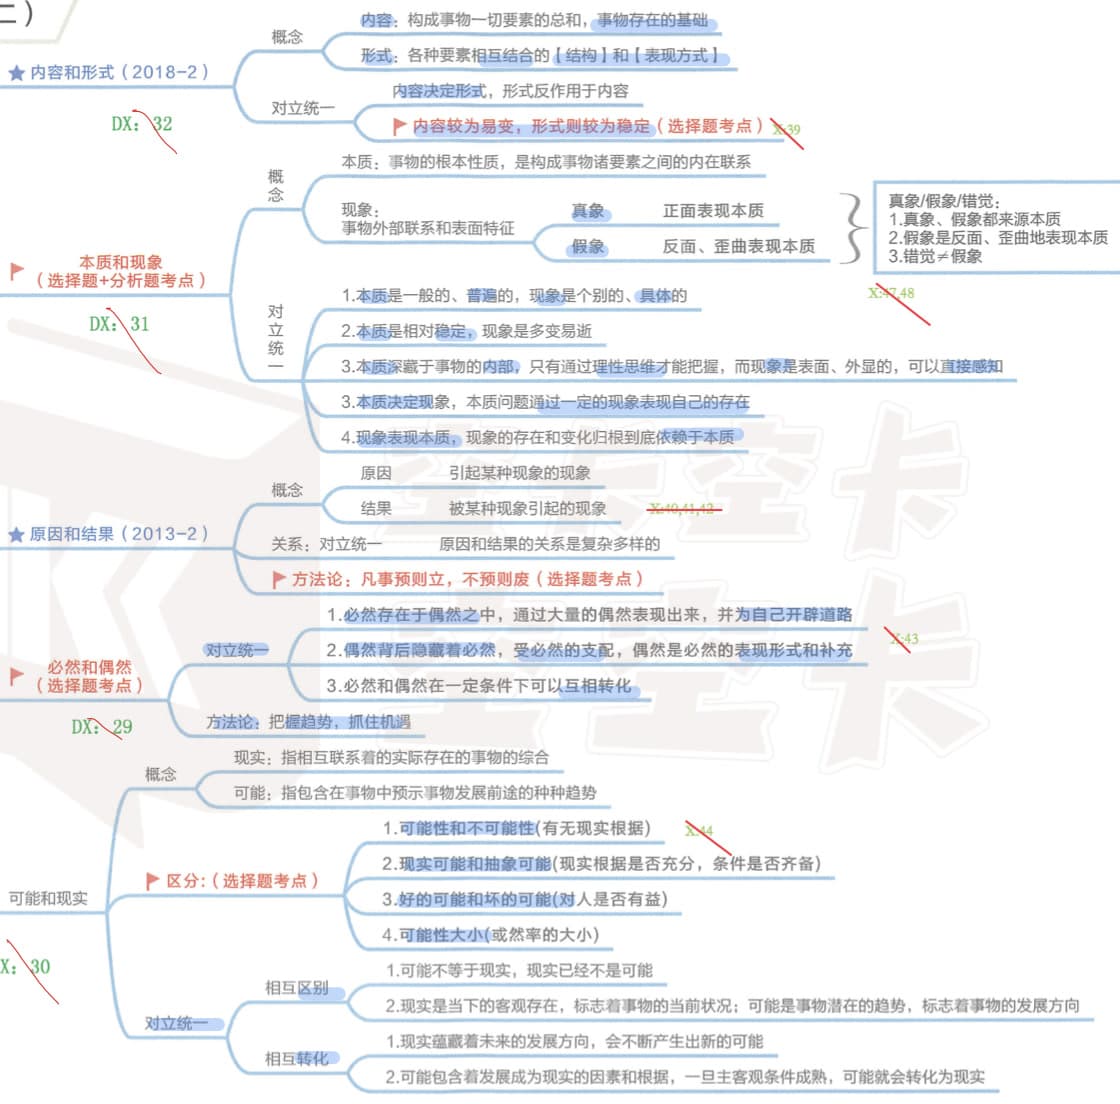 二）
内容：构成事物一切要素的总和，事物存在的基础
概念
形式：各种要素相互结合的【结构】和【表现方式】
内容和形式（2018-2）
内容决定形式，形式反作用于内容
对立统一
内容较为易变，形式则较为稳定（选择题考点）
X:39
DX：32
本质：事物的根本性质，是构成事物诸要素之间的内在联系
概念
现象：
事物外部联系和表面特征
真象 正面表现本质
假象 反面、歪曲表现本质
真象/假象/错觉：
1.真象、假象都来源本质
2.假象是反面、歪曲地表现本质
3.错觉≠假象
X:47,48
本质和现象
（选择题+分析题考点）
DX：31
对立统一
1.本质是一般的、普遍的，现象是个别的、具体的
2.本质是相对稳定，现象是多变易逝
3.本质深藏于事物的内部，只有通过理性思维才能把握，而现象是表面、外显的，可以直接感知
3.本质决定现象，本质问题通过一定的现象表现自己的存在
4.现象表现本质，现象的存在和变化归根到底依赖于本质
原因 引起某种现象的现象
概念
结果 被某种现象引起的现象
X:40,41,42
原因和结果（2013-2）
关系：对立统一 原因和结果的关系是复杂多样的
方法论：凡事预则立，不预则废（选择题考点）
1.必然存在于偶然之中，通过大量的偶然表现出来，并为自己开辟道路
对立统一
2.偶然背后隐藏着必然，受必然的支配，偶然是必然的表现形式和补充
X:43
3.必然和偶然在一定条件下可以互相转化
必然和偶然
（选择题考点）
方法论：把握趋势，抓住机遇
DX：29
现实：指相互联系着的实际存在的事物的综合
概念
可能：指包含在事物中预示事物发展前途的种种趋势
1.可能性和不可能性(有无现实根据)
X:44
2.现实可能和抽象可能(现实根据是否充分，条件是否齐备)
区分:（选择题考点）
3.好的可能和坏的可能(对人是否有益)
4.可能性大小(或然率的大小)
可能和现实
X：30
1.可能不等于现实，现实已经不是可能
相互区别
2.现实是当下的客观存在，标志着事物的当前状况；可能是事物潜在的趋势，标志着事物的发展方向
对立统一
1.现实蕴藏着未来的发展方向，会不断产生出新的可能
相互转化
2.可能包含着发展成为现实的因素和根据，一旦主客观条件成熟，可能就会转化为现实
空卡空卡
空空卡